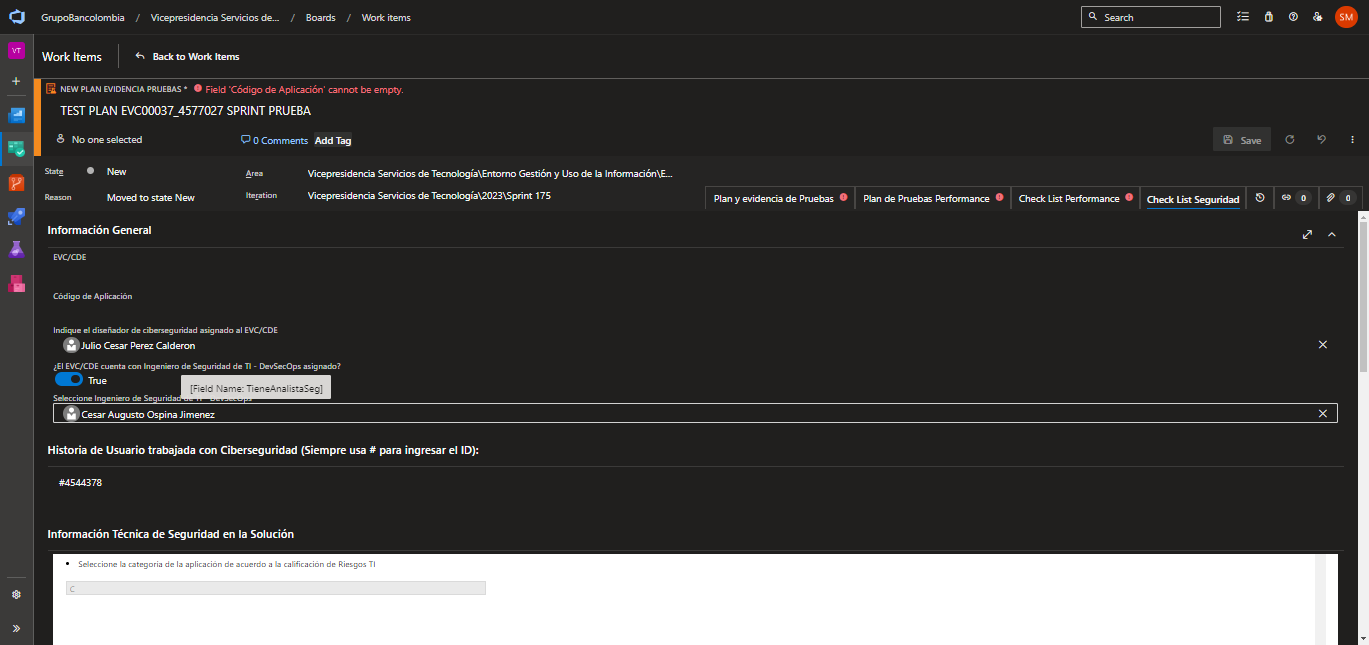 GrupoBancolombia / Vicepresidencia Servicios de... / Boards / Work items
Search
SM
VT
Work Items
Back to Work Items
NEW PLAN EVIDENCIA PRUEBAS * Field 'Código de Aplicación' cannot be empty.
TEST PLAN EVC00037_4577027 SPRINT PRUEBA
No one selected
0 Comments
Add Tag
Save
State
New
Area
Vicepresidencia Servicios de Tecnología\Entorno Gestión y Uso de la Información\E...
Reason
Moved to state New
Iteration
Vicepresidencia Servicios de Tecnología\2023\Sprint 175
Plan y evidencia de Pruebas
Plan de Pruebas Performance
Check List Performance
Check List Seguridad
0
0
Información General
EVC/CDE
Código de Aplicación
Indique el diseñador de ciberseguridad asignado al EVC/CDE
Julio Cesar Perez Calderon
¿El EVC/CDE cuenta con Ingeniero de Seguridad de TI - DevSecOps asignado?
True
[Field Name: TieneAnalistaSeg]
Seleccione Ingeniero de Seguridad de TI - DevSecOps
Cesar Augusto Ospina Jimenez
Historia de Usuario trabajada con Ciberseguridad (Siempre usa # para ingresar el ID):
#4544378
Información Técnica de Seguridad en la Solución
• Seleccione la categoria de la aplicación de acuerdo a la calificación de Riesgos TI
C